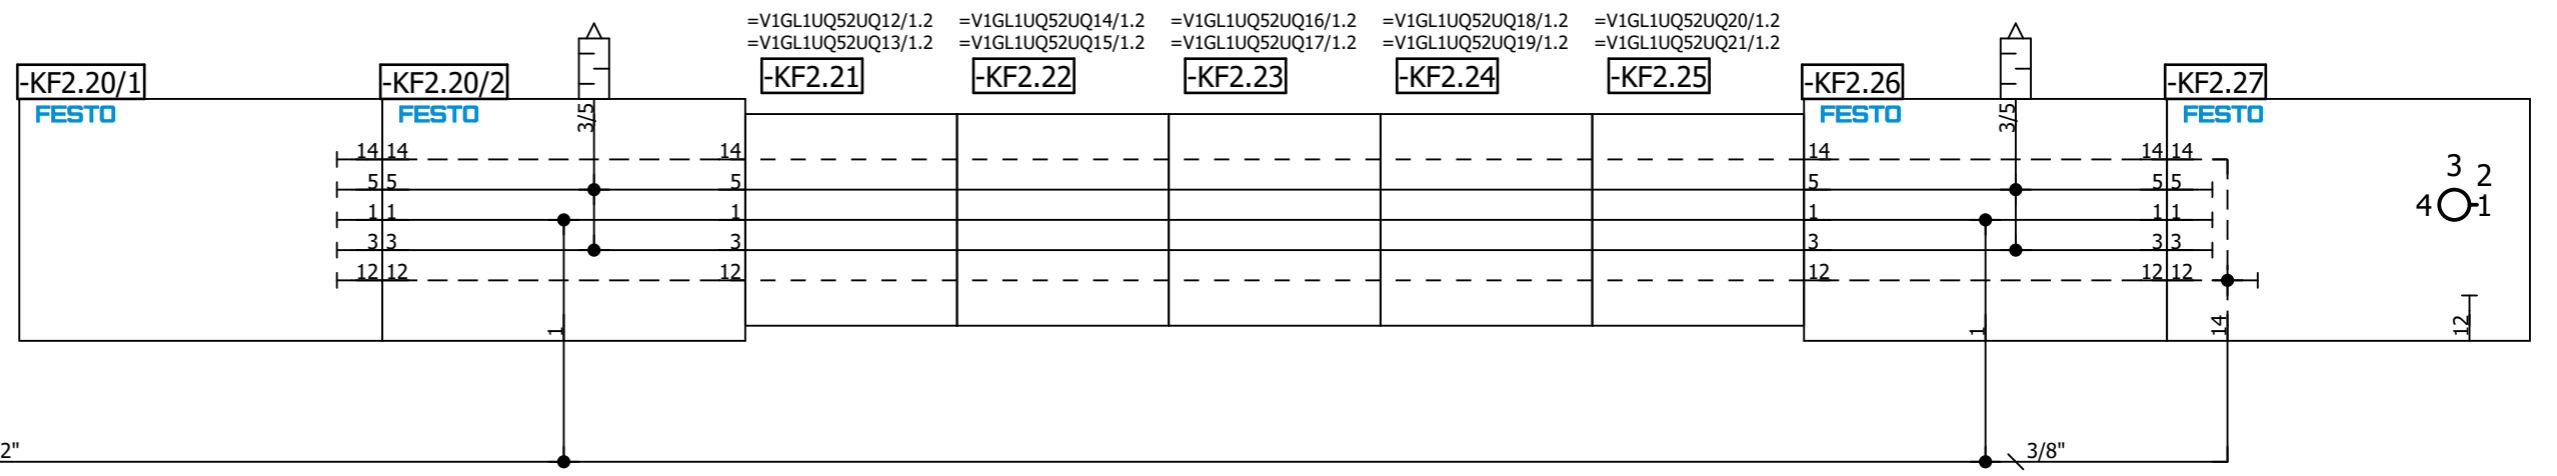 =V1GL1UQ52UQ12/1.2 =V1GL1UQ52UQ14/1.2 =V1GL1UQ52UQ16/1.2 =V1GL1UQ52UQ18/1.2 =V1GL1UQ52UQ20/1.2
=V1GL1UQ52UQ13/1.2 =V1GL1UQ52UQ15/1.2 =V1GL1UQ52UQ17/1.2 =V1GL1UQ52UQ19/1.2 =V1GL1UQ52UQ21/1.2
-KF2.20/1 -KF2.20/2 -KF2.21 -KF2.22 -KF2.23 -KF2.24 -KF2.25 -KF2.26 -KF2.27
FESTO FESTO 3/5 FESTO 3/5 FESTO
14 14 14 14 14 14
5 5 5 5 5 5
1 1 1 1 1 1
3 3 3 3 3 3
12 12 12 12 12 12
3 2
4 1
1 1 14 12
2" 3/8"